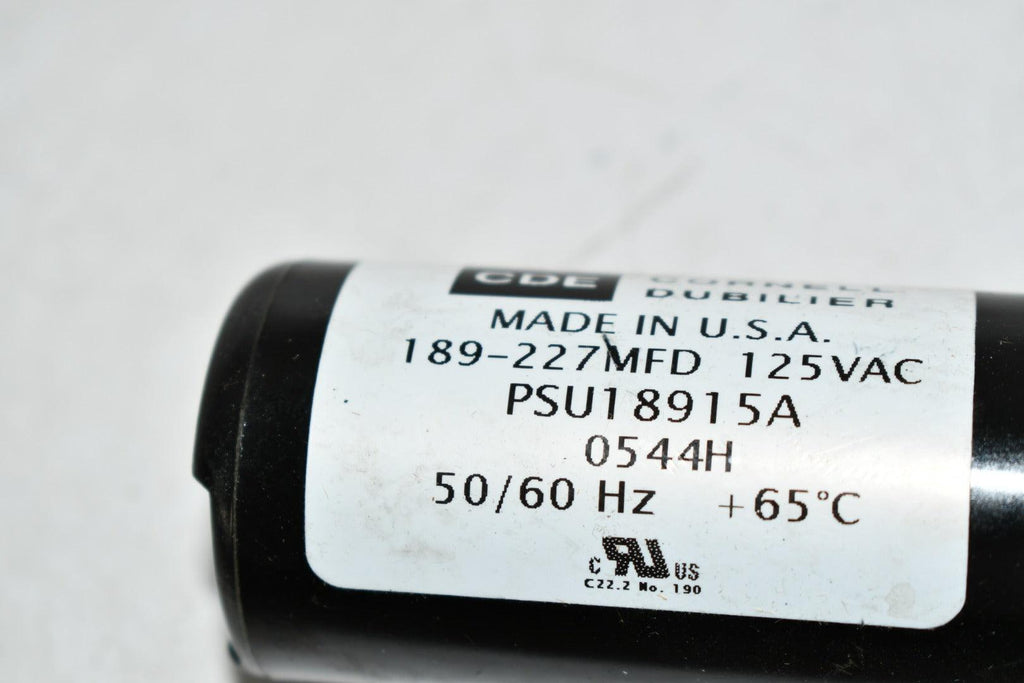 CDE CORNELL
DUBILIER
MADE IN U.S.A.
189-227MFD 125VAC
PSU18915A
0544H
50/60 Hz +65°C
C RU US
C22.2 No. 190